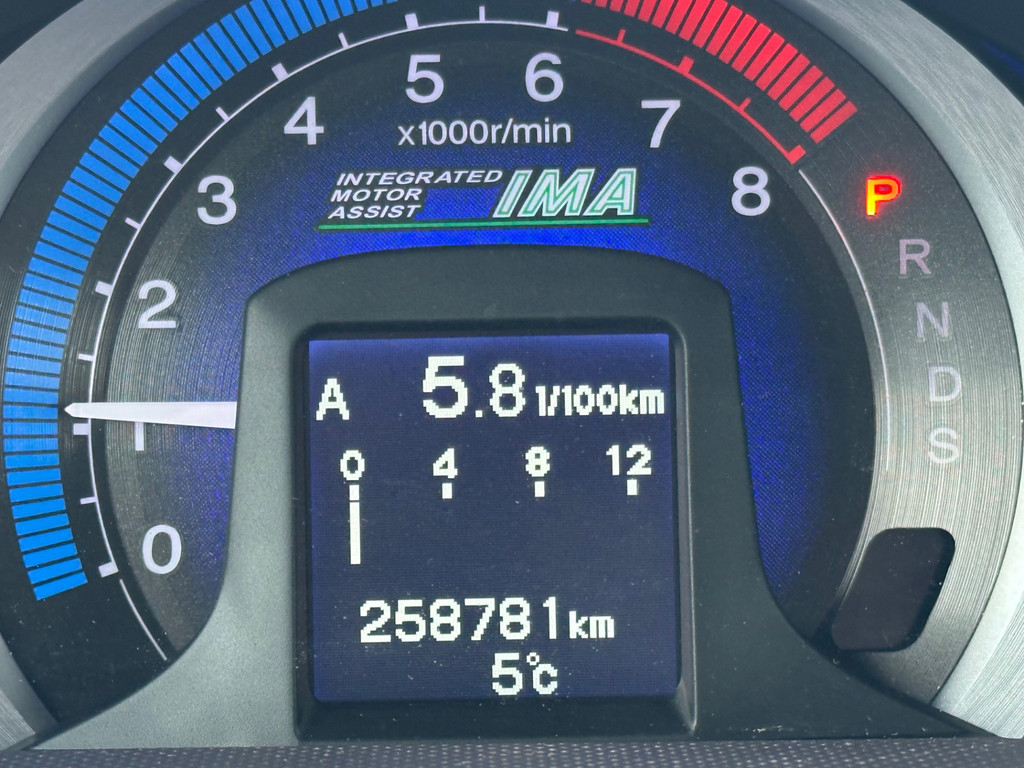 5 6
4 7
x1000r/min
3 8
INTEGRATED
MOTOR
ASSIST
IMA
P
R
N
D
S
2
1
0
A 5.8 l/100km
0 4 8 12
258781km
5℃